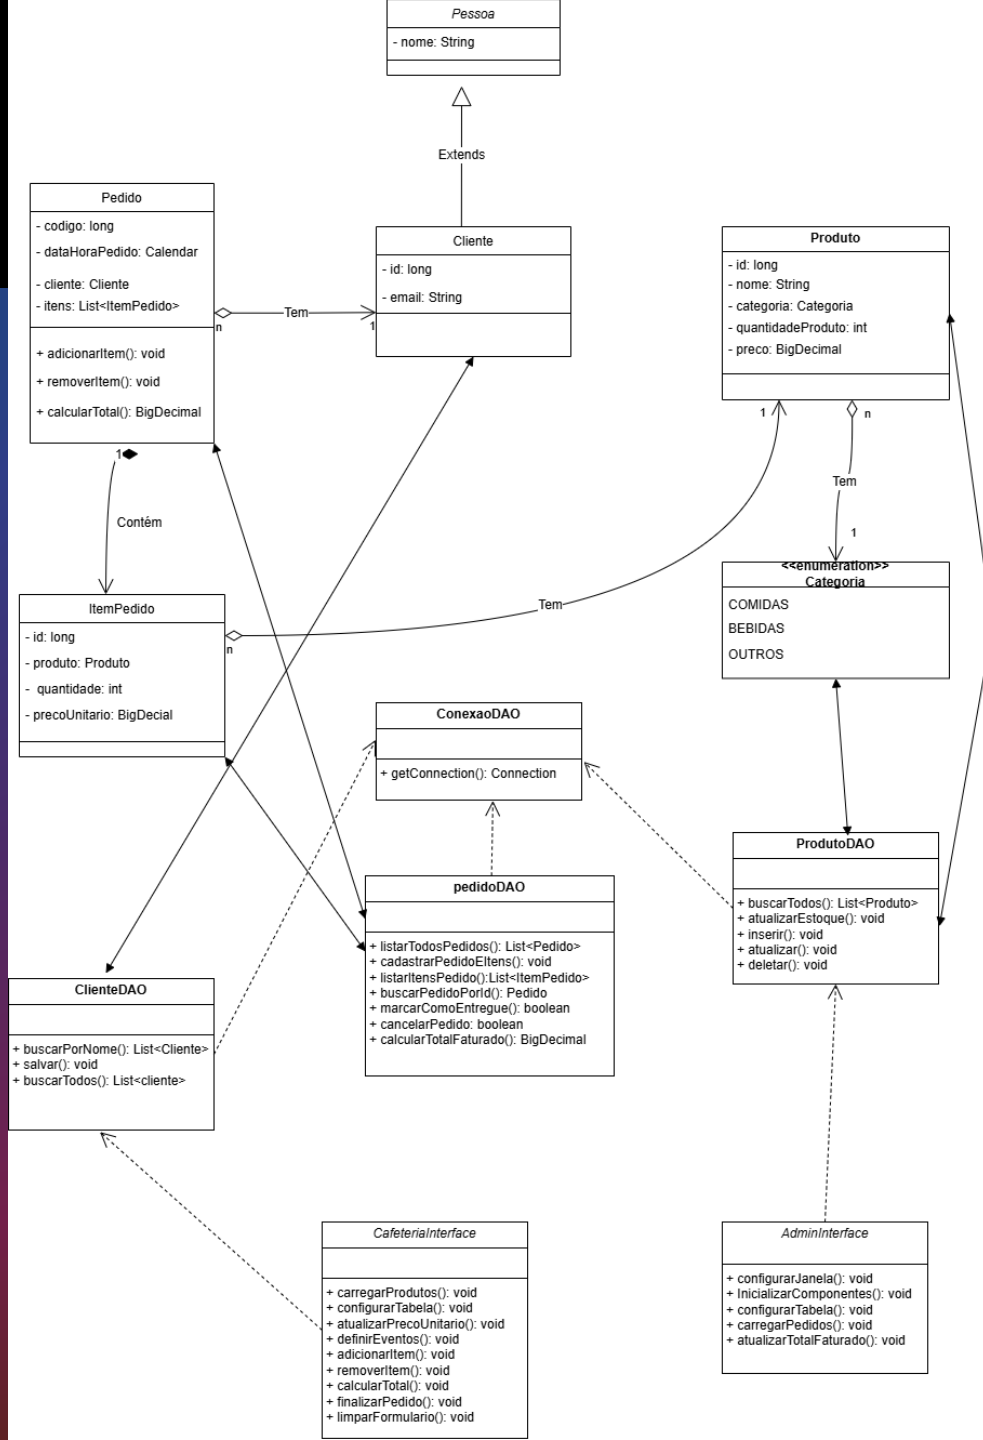 Pessoa
- nome: String
Extends
Pedido
- codigo: long
- dataHoraPedido: Calendar
- cliente: Cliente
- itens: List<ItemPedido>
+ adicionarItem(): void
+ removerItem(): void
+ calcularTotal(): BigDecimal
n
Tem
1
Cliente
- id: long
- email: String
Produto
- id: long
- nome: String
- categoria: Categoria
- quantidadeProduto: int
- preco: BigDecimal
1
n
Tem
1
1
Contém
<<enumeration>>
Categoria
COMIDAS
BEBIDAS
OUTROS
ItemPedido
- id: long
- produto: Produto
- quantidade: int
- precoUnitario: BigDecial
n
Tem
ConexaoDAO
+ getConnection(): Connection
ProdutoDAO
+ buscarTodos(): List<Produto>
+ atualizarEstoque(): void
+ inserir(): void
+ atualizar(): void
+ deletar(): void
pedidoDAO
+ listarTodosPedidos(): List<Pedido>
+ cadastrarPedidoEItens(): void
+ listarItensPedido():List<ItemPedido>
+ buscarPedidoPorId(): Pedido
+ marcarComoEntregue(): boolean
+ cancelarPedido: boolean
+ calcularTotalFaturado(): BigDecimal
ClienteDAO
+ buscarPorNome(): List<Cliente>
+ salvar(): void
+ buscarTodos(): List<cliente>
CafeteriaInterface
+ carregarProdutos(): void
+ configurarTabela(): void
+ atualizarPrecoUnitario(): void
+ definirEventos(): void
+ adicionarItem(): void
+ removerItem(): void
+ calcularTotal(): void
+ finalizarPedido(): void
+ limparFormulario(): void
AdminInterface
+ configurarJanela(): void
+ InicializarComponentes(): void
+ configurarTabela(): void
+ carregarPedidos(): void
+ atualizarTotalFaturado(): void